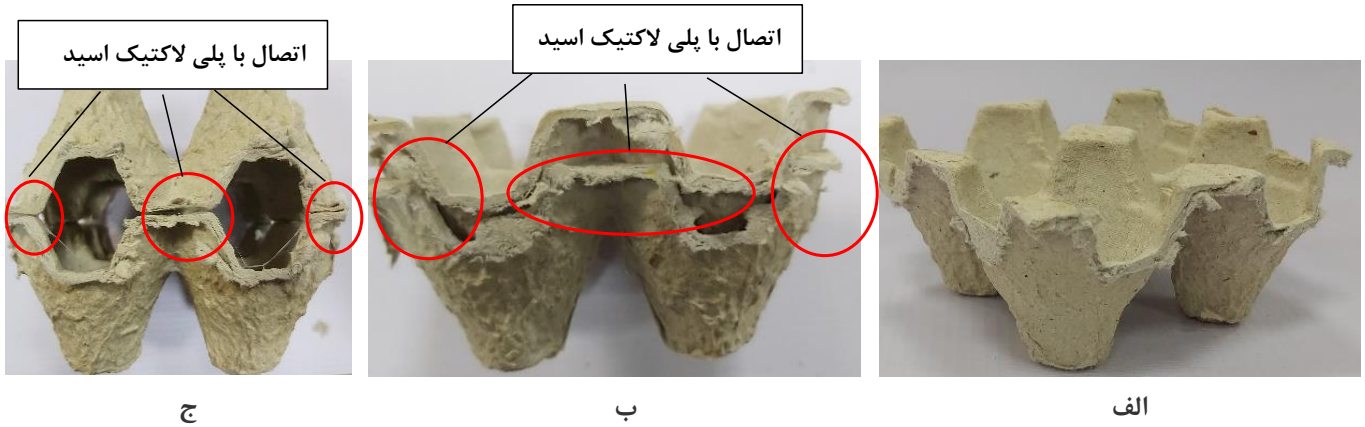 اتصال با پلی لاکتیک اسید
اتصال با پلی لاکتیک اسید
الف
ب
ج